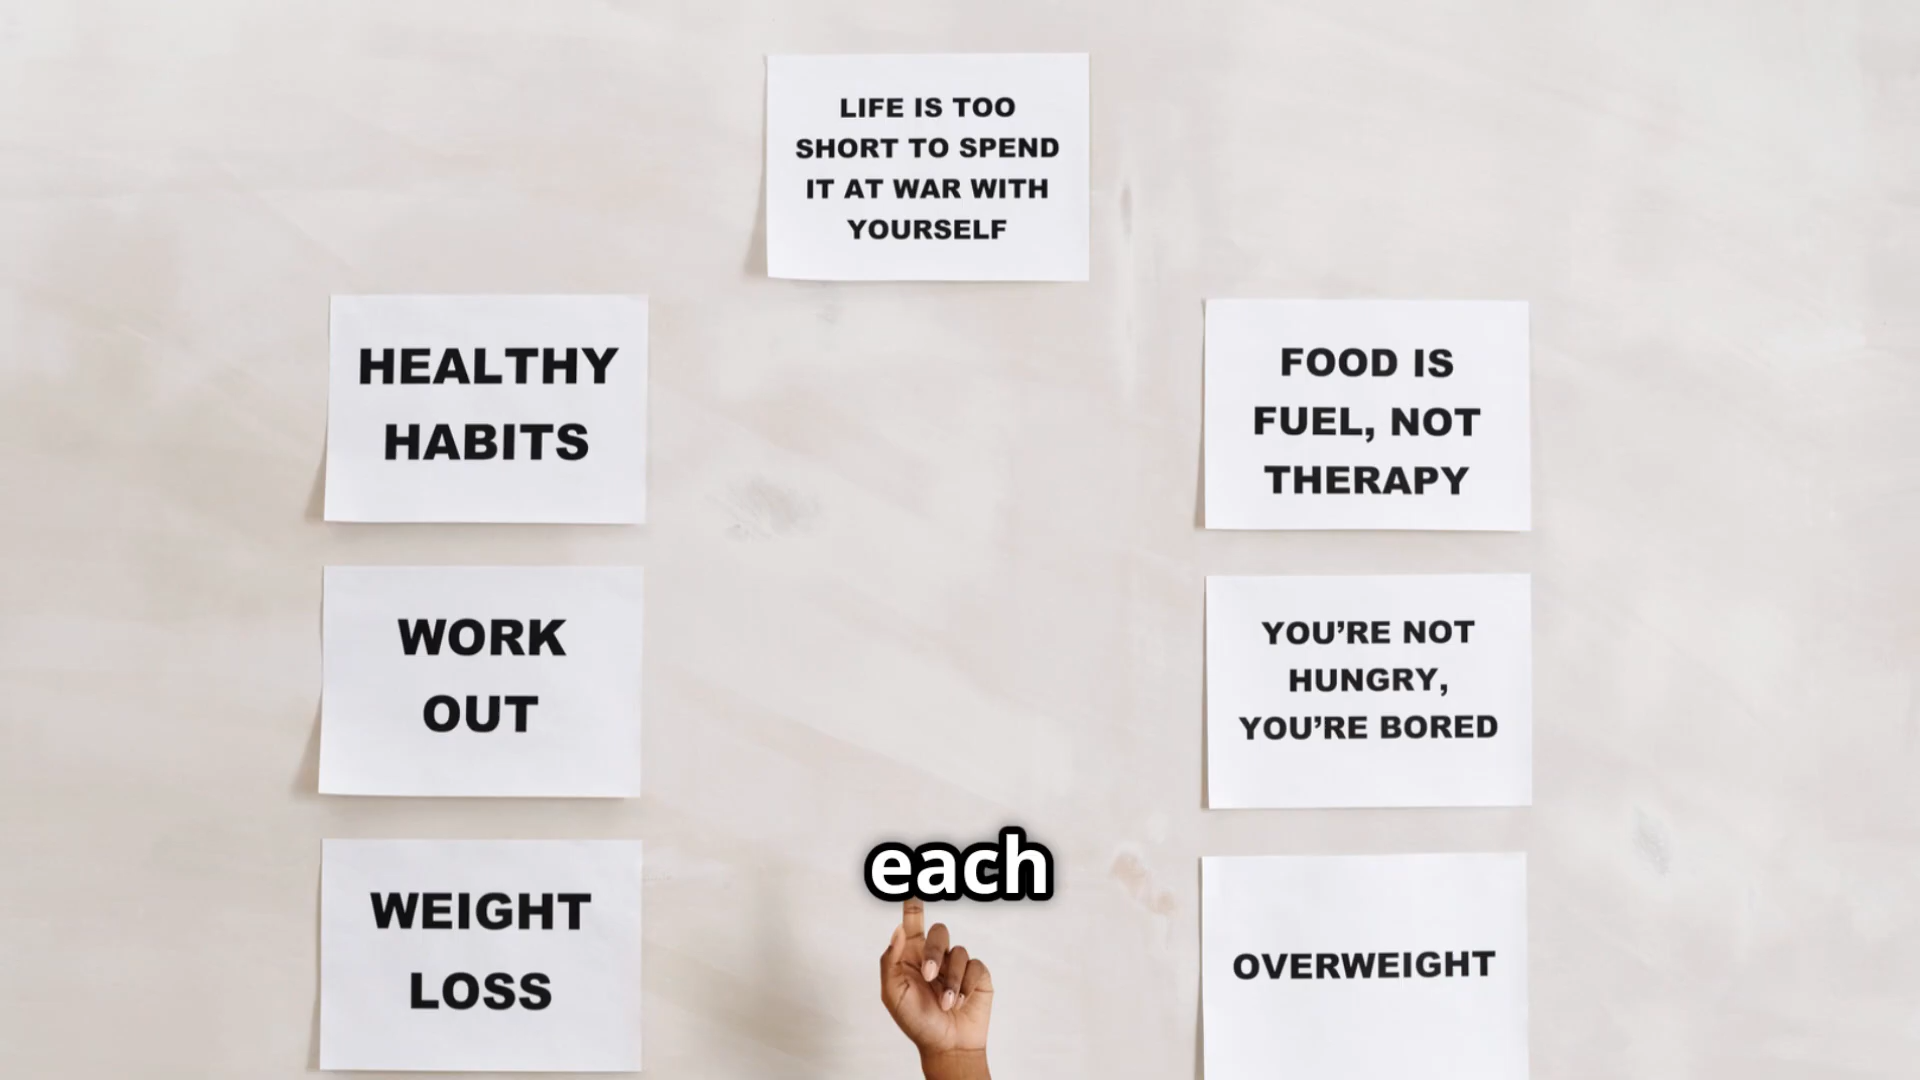 LIFE IS TOO
SHORT TO SPEND
IT AT WAR WITH
YOURSELF
HEALTHY
HABITS
FOOD IS
FUEL, NOT
THERAPY
WORK
OUT
YOU'RE NOT
HUNGRY,
YOU'RE BORED
each
WEIGHT
LOSS
OVERWEIGHT